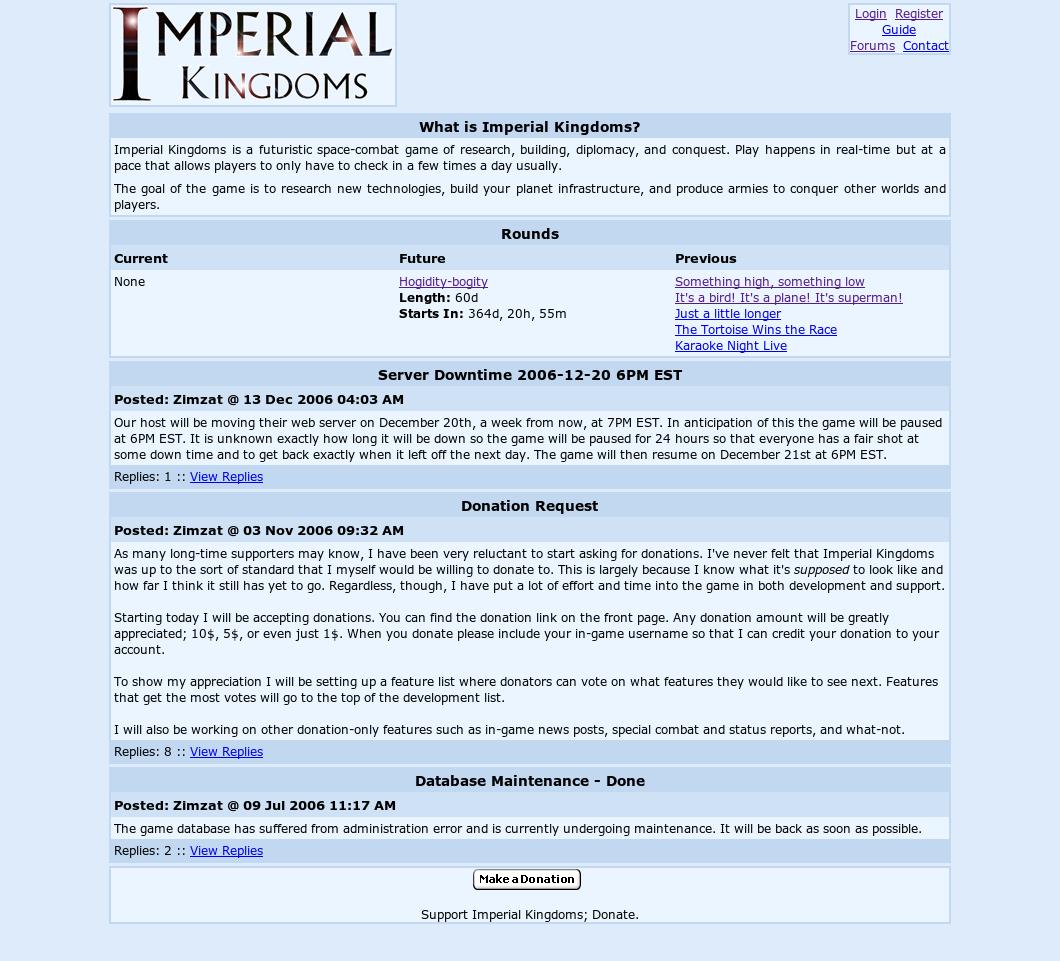 IMPERIAL
KINGDOMS
Login Register
Guide
Forums Contact
What is Imperial Kingdoms?
Imperial Kingdoms is a futuristic space-combat game of research, building, diplomacy, and conquest. Play happens in real-time but at a
pace that allows players to only have to check in a few times a day usually.
The goal of the game is to research new technologies, build your planet infrastructure, and produce armies to conquer other worlds and
players.
Rounds
Current Future Previous
None Hogidity-bogity Something high, something low
Length: 60d It's a bird! It's a plane! It's superman!
Starts In: 364d, 20h, 55m Just a little longer
The Tortoise Wins the Race
Karaoke Night Live
Server Downtime 2006-12-20 6PM EST
Posted: Zimzat @ 13 Dec 2006 04:03 AM
Our host will be moving their web server on December 20th, a week from now, at 7PM EST. In anticipation of this the game will be paused
at 6PM EST. It is unknown exactly how long it will be down so the game will be paused for 24 hours so that everyone has a fair shot at
some down time and to get back exactly when it left off the next day. The game will then resume on December 21st at 6PM EST.
Replies: 1 :: View Replies
Donation Request
Posted: Zimzat @ 03 Nov 2006 09:32 AM
As many long-time supporters may know, I have been very reluctant to start asking for donations. I've never felt that Imperial Kingdoms
was up to the sort of standard that I myself would be willing to donate to. This is largely because I know what it's supposed to look like and
how far I think it still has yet to go. Regardless, though, I have put a lot of effort and time into the game in both development and support.
Starting today I will be accepting donations. You can find the donation link on the front page. Any donation amount will be greatly
appreciated; 10$, 5$, or even just 1$. When you donate please include your in-game username so that I can credit your donation to your
account.
To show my appreciation I will be setting up a feature list where donators can vote on what features they would like to see next. Features
that get the most votes will go to the top of the development list.
I will also be working on other donation-only features such as in-game news posts, special combat and status reports, and what-not.
Replies: 8 :: View Replies
Database Maintenance - Done
Posted: Zimzat @ 09 Jul 2006 11:17 AM
The game database has suffered from administration error and is currently undergoing maintenance. It will be back as soon as possible.
Replies: 2 :: View Replies
Make a Donation
Support Imperial Kingdoms; Donate.